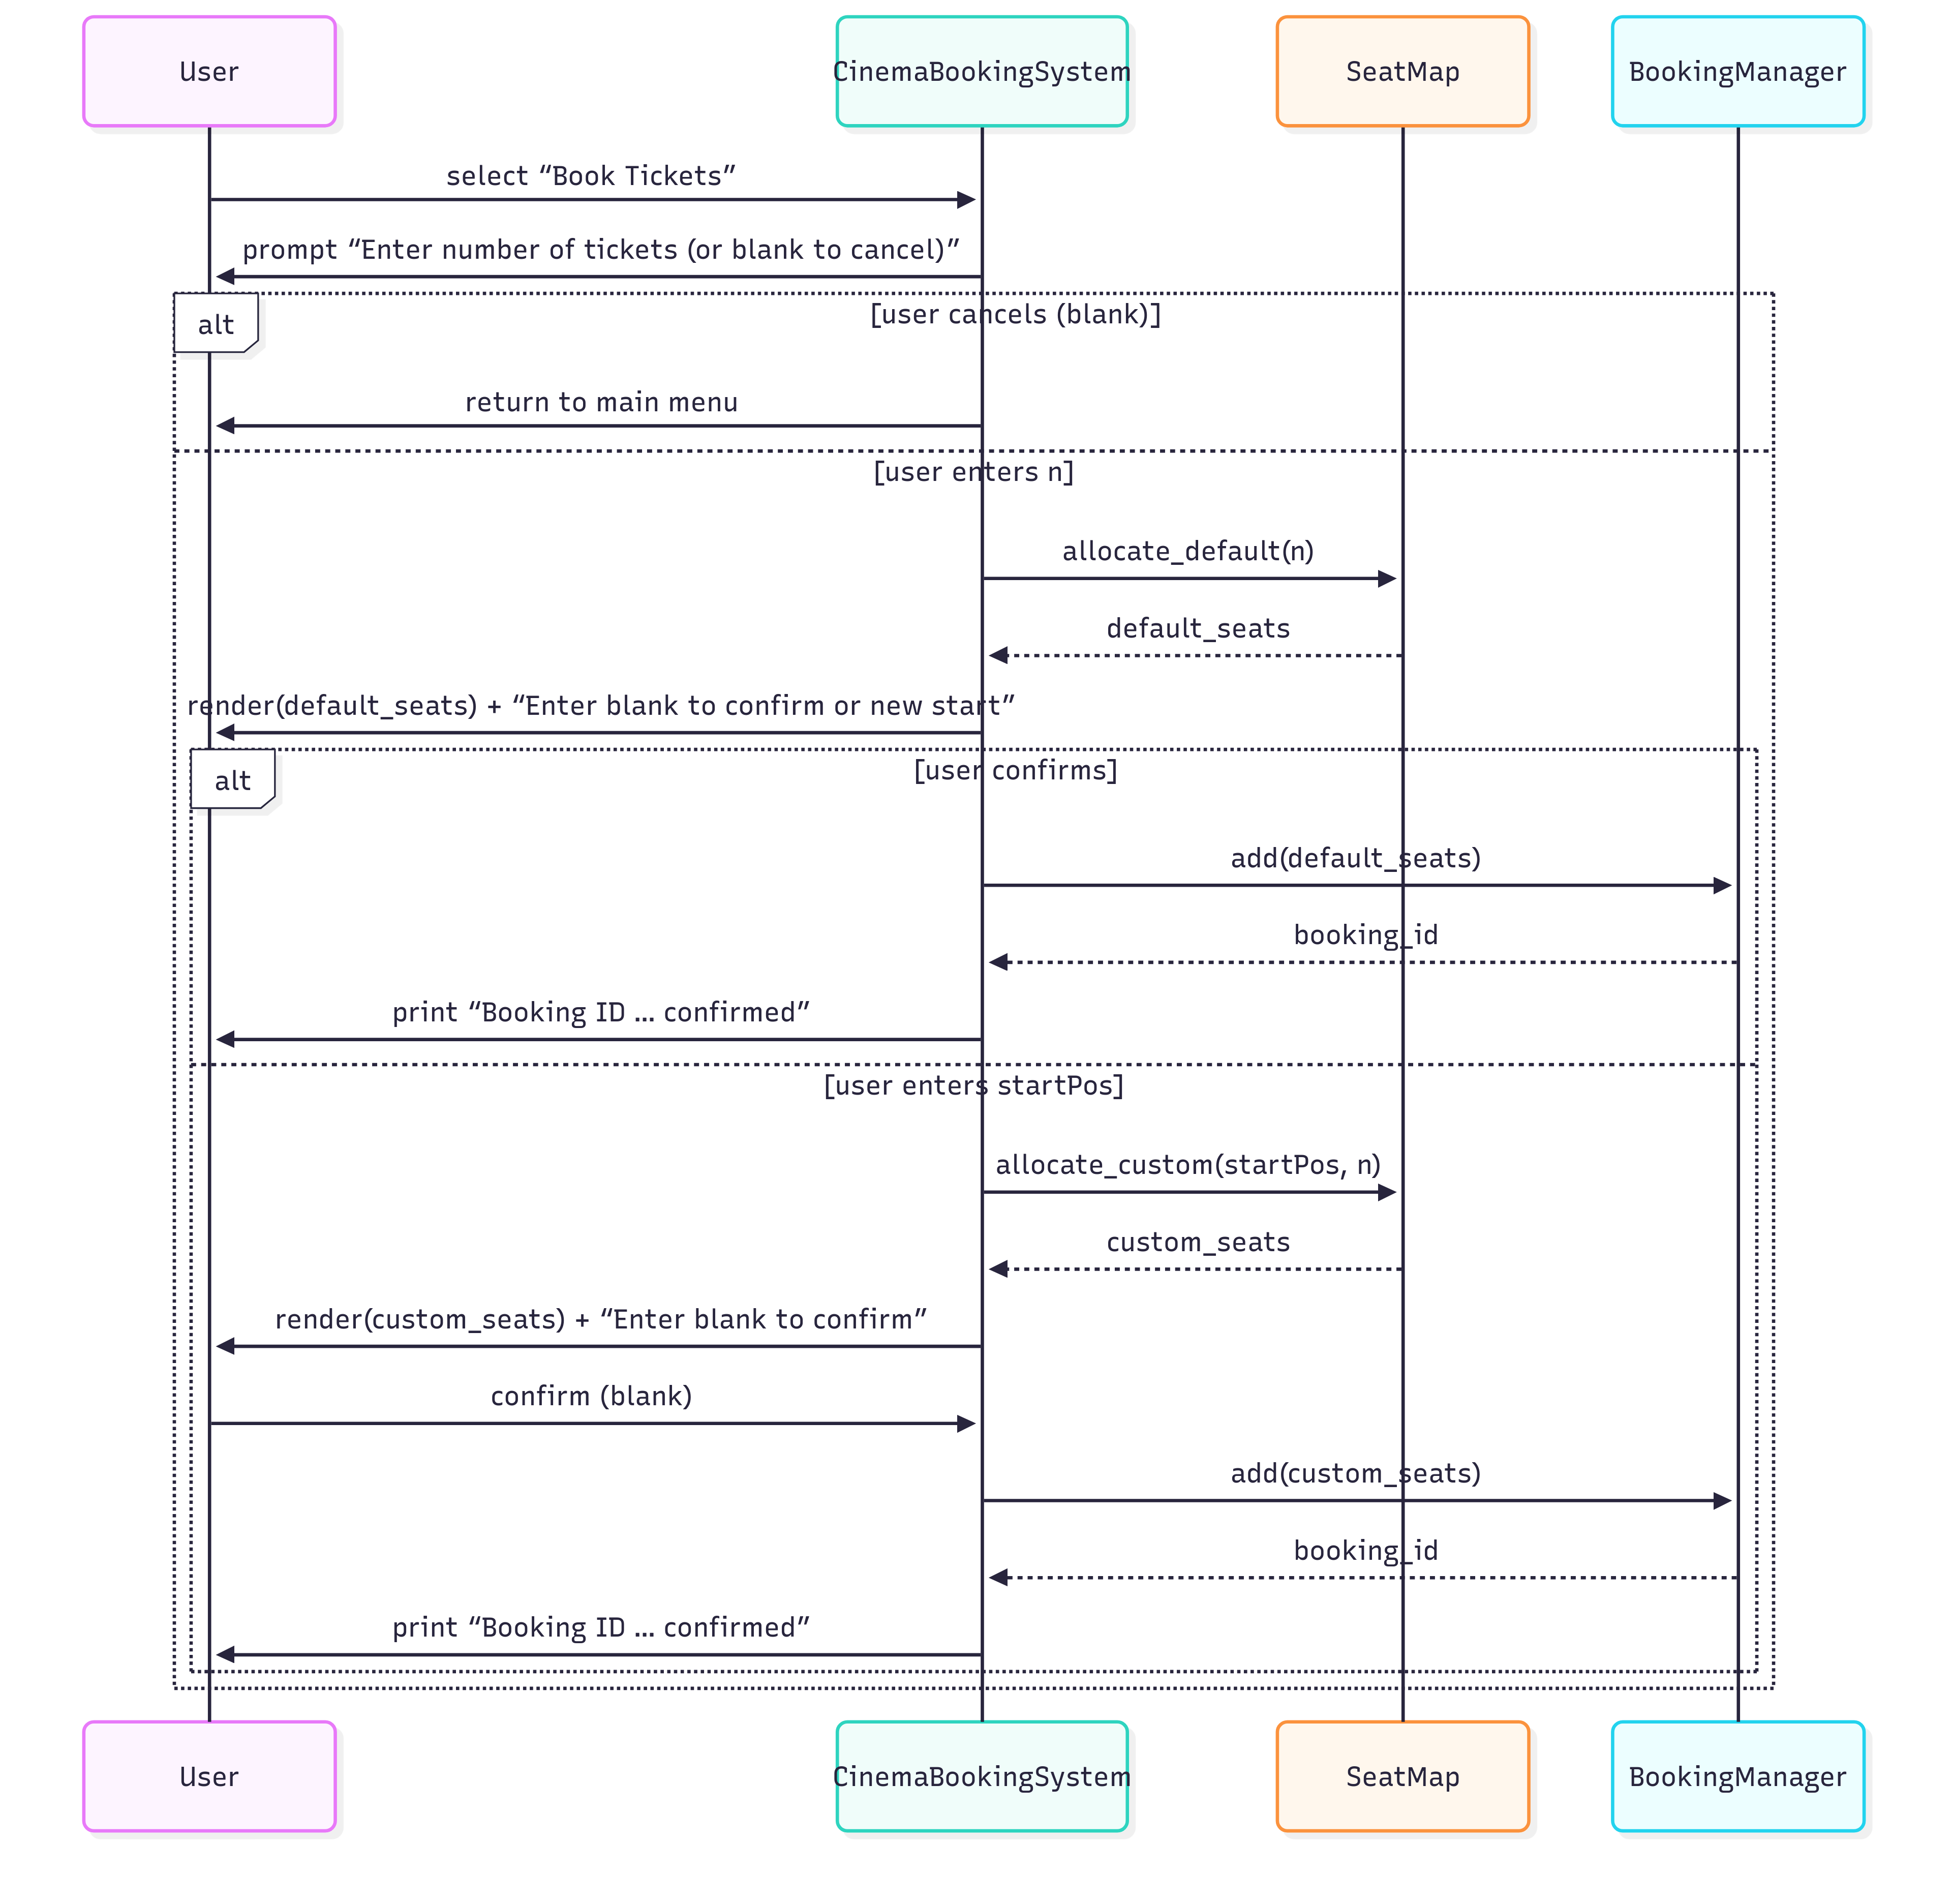 User
CinemaBookingSystem
SeatMap
BookingManager
select “Book Tickets”
prompt “Enter number of tickets (or blank to cancel)”
alt
[user cancels (blank)]
return to main menu
[user enters n]
allocate_default(n)
default_seats
render(default_seats) + “Enter blank to confirm or new start”
alt
[user confirms]
add(default_seats)
booking_id
print “Booking ID ... confirmed”
[user enters startPos]
allocate_custom(startPos, n)
custom_seats
render(custom_seats) + “Enter blank to confirm”
confirm (blank)
add(custom_seats)
booking_id
print “Booking ID ... confirmed”
User
CinemaBookingSystem
SeatMap
BookingManager